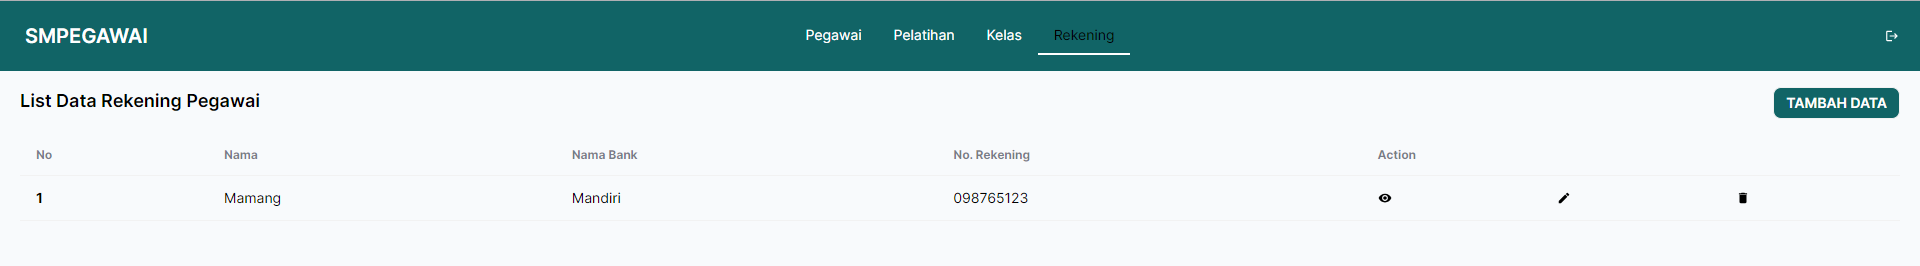 SMPEGAWAI Pegawai Pelatihan Kelas Rekening
List Data Rekening Pegawai TAMBAH DATA
No Nama Nama Bank No. Rekening Action
1 Mamang Mandiri 098765123